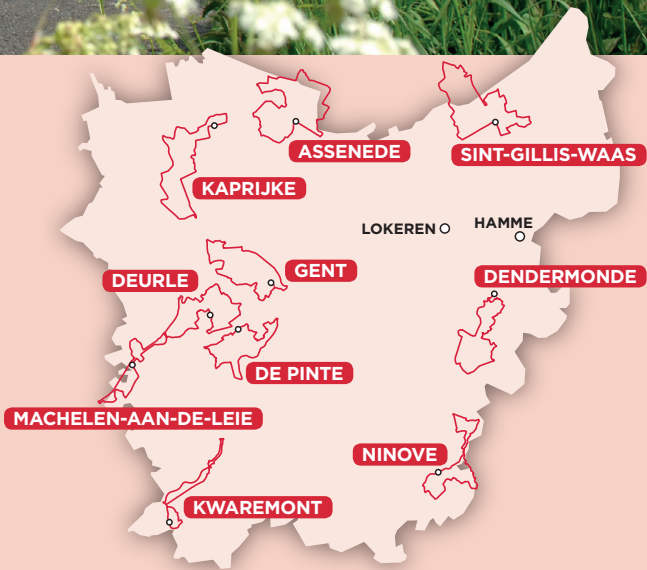 ASSENEDE
SINT-GILLIS-WAAS
KAPRIJKE
LOKEREN
HAMME
GENT
DEURLE
DENDERMONDE
DE PINTE
MACHELEN-AAN-DE-LEIE
NINOVE
KWAREMONT